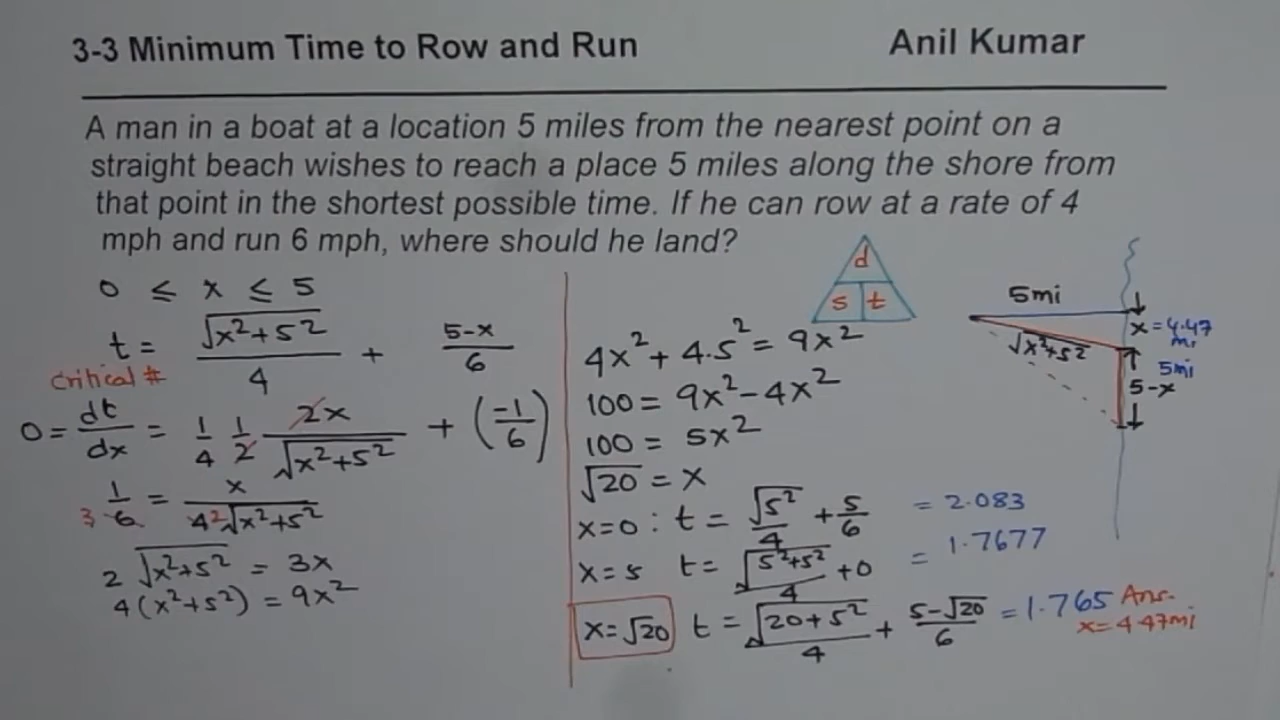 3-3 Minimum Time to Row and Run
Anil Kumar
A man in a boat at a location 5 miles from the nearest point on a
straight beach wishes to reach a place 5 miles along the shore from
that point in the shortest possible time. If he can row at a rate of 4
mph and run 6 mph, where should he land?
0 ≤ x ≤ 5
t = √(x²+5²)/4 + (5-x)/6
Critical #
0 = dt/dx = 1/4 1/2 2x/√(x²+5²) + (-1/6)
3 1/6 = x/4 2√(x²+5²)
2 √(x²+5²) = 3x
4(x²+5²) = 9x²
4x² + 4.5² = 9x²
100 = 9x² - 4x²
100 = 5x²
√20 = x
x=0 : t = √5²/4 + 5/6 = 2.083
x=5 t = √(5²+5²)/4 + 0 = 1.7677
x=√20 t = √(20+5²)/4 + (5-√20)/6 = 1.765 Ans.
x=4.47mi
d
s t
5mi
x=4.47
mi
√x²+5²
5mi
5-x